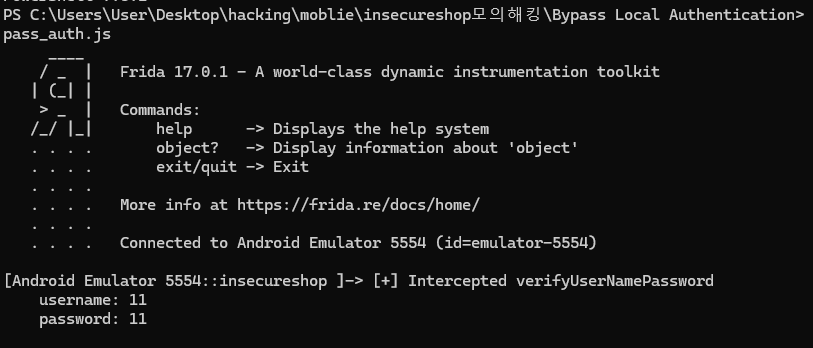 PS C:\Users\User\Desktop\hacking\moblie\insecureshop모의해킹\Bypass Local Authentication>
pass_auth.js
     ____
    / _  |   Frida 17.0.1 - A world-class dynamic instrumentation toolkit
   | (_| |
    > _  |   Commands:
   /_/ |_|       help      -> Displays the help system
   . . . .       object?   -> Display information about 'object'
   . . . .       exit/quit -> Exit
   . . . .
   . . . .   More info at https://frida.re/docs/home/
   . . . .
   . . . .   Connected to Android Emulator 5554 (id=emulator-5554)
[Android Emulator 5554::insecureshop ]-> [+] Intercepted verifyUserNamePassword
    username: 11
    password: 11